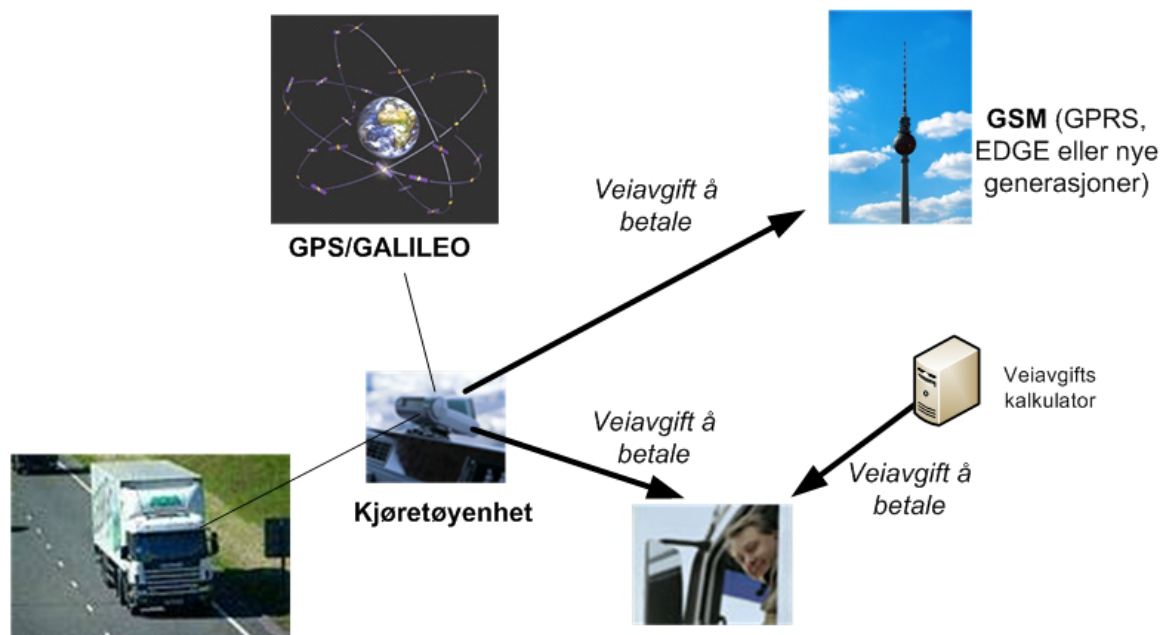 GPS/GALILEO
GSM (GPRS,
EDGE eller nye
generasjoner)
Veiavgift å
betale
Veiavgifts
kalkulator
Veiavgift å
betale
Veiavgift å
betale
Kjøretøyenhet